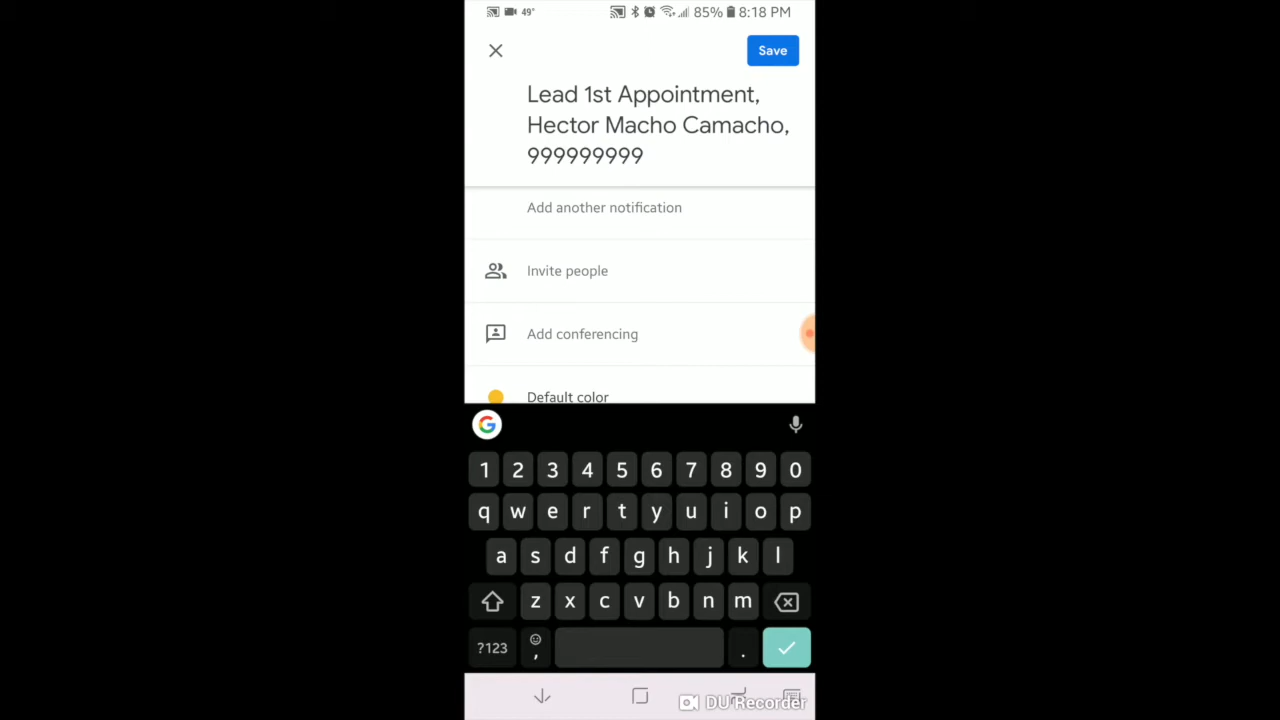 49° 85% 8:18 PM
Save
Lead 1st Appointment,
Hector Macho Camacho,
999999999
Add another notification
Invite people
Add conferencing
Default color
G
1 2 3 4 5 6 7 8 9 0
q w e r t y u i o p
a s d f g h j k l
z x c v b n m
?123 , .
DU Recorder